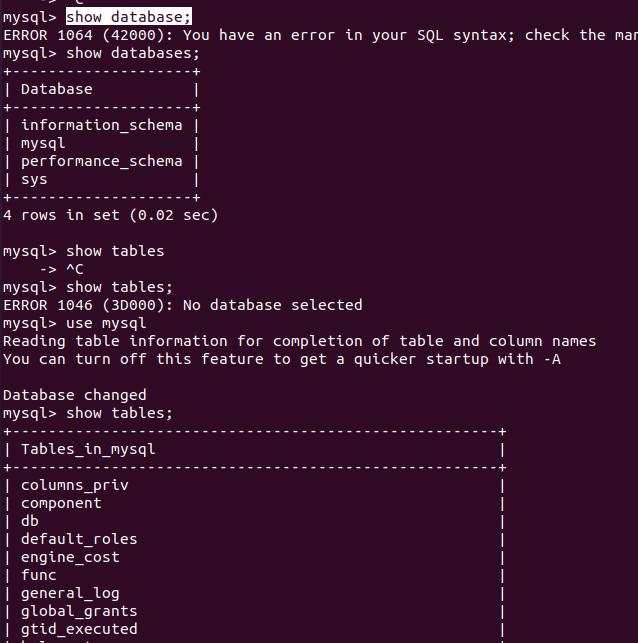 mysql> show database;
ERROR 1064 (42000): You have an error in your SQL syntax; check the man
mysql> show databases;
+--------------------+
| Database           |
+--------------------+
| information_schema |
| mysql              |
| performance_schema |
| sys                |
+--------------------+
4 rows in set (0.02 sec)
mysql> show tables
    -> ^C
mysql> show tables;
ERROR 1046 (3D000): No database selected
mysql> use mysql
Reading table information for completion of table and column names
You can turn off this feature to get a quicker startup with -A
Database changed
mysql> show tables;
+------------------------------------------------------+
| Tables_in_mysql                                      |
+------------------------------------------------------+
| columns_priv                                         |
| component                                            |
| db                                                   |
| default_roles                                        |
| engine_cost                                          |
| func                                                 |
| general_log                                          |
| global_grants                                        |
| gtid_executed                                        |